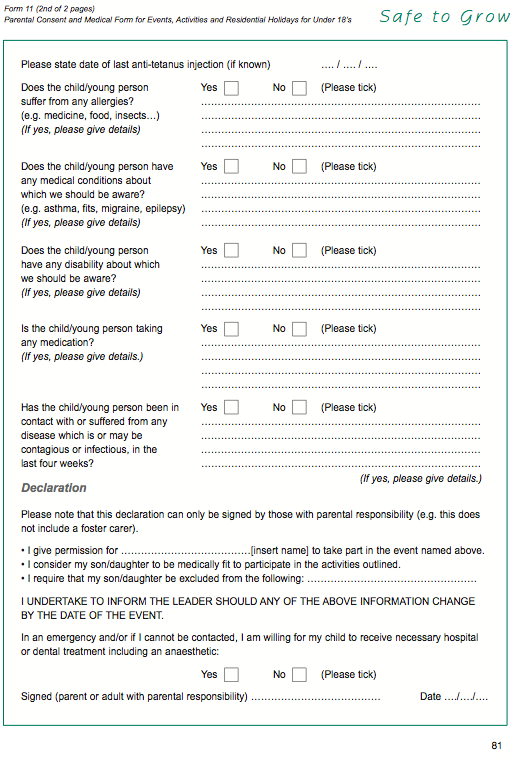 Form 11 (2nd of 2 pages)
Parental Consent and Medical Form for Events, Activities and Residential Holidays for Under 18's
Safe to Grow
Please state date of last anti-tetanus injection (if known) .... / .... / ....
Does the child/young person Yes No (Please tick)
suffer from any allergies?
(e.g. medicine, food, insects...)
(If yes, please give details)
Does the child/young person have Yes No (Please tick)
any medical conditions about
which we should be aware?
(e.g. asthma, fits, migraine, epilepsy)
(If yes, please give details)
Does the child/young person Yes No (Please tick)
have any disability about which
we should be aware?
(If yes, please give details)
Is the child/young person taking Yes No (Please tick)
any medication?
(If yes, please give details.)
Has the child/young person been in Yes No (Please tick)
contact with or suffered from any
disease which is or may be
contagious or infectious, in the
last four weeks?
(If yes, please give details.)
Declaration
Please note that this declaration can only be signed by those with parental responsibility (e.g. this does
not include a foster carer).
• I give permission for ........................................[insert name] to take part in the event named above.
• I consider my son/daughter to be medically fit to participate in the activities outlined.
• I require that my son/daughter be excluded from the following: ....................................................
I UNDERTAKE TO INFORM THE LEADER SHOULD ANY OF THE ABOVE INFORMATION CHANGE
BY THE DATE OF THE EVENT.
In an emergency and/or if I cannot be contacted, I am willing for my child to receive necessary hospital
or dental treatment including an anaesthetic:
Yes No (Please tick)
Signed (parent or adult with parental responsibility) ....................................... Date ..../..../....
81